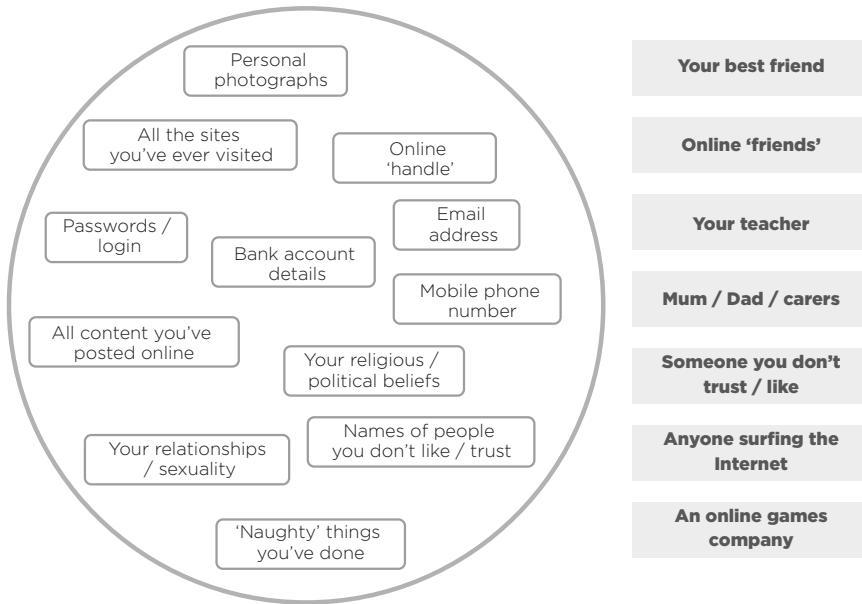 Personal
photographs
All the sites
you've ever visited
Online
‘handle’
Passwords /
login
Email
address
Bank account
details
Mobile phone
number
All content you've
posted online
Your religious /
political beliefs
Names of people
you don't like / trust
Your relationships
/ sexuality
‘Naughty’ things
you've done
Your best friend
Online ‘friends’
Your teacher
Mum / Dad / carers
Someone you don't
trust / like
Anyone surfing the
Internet
An online games
company